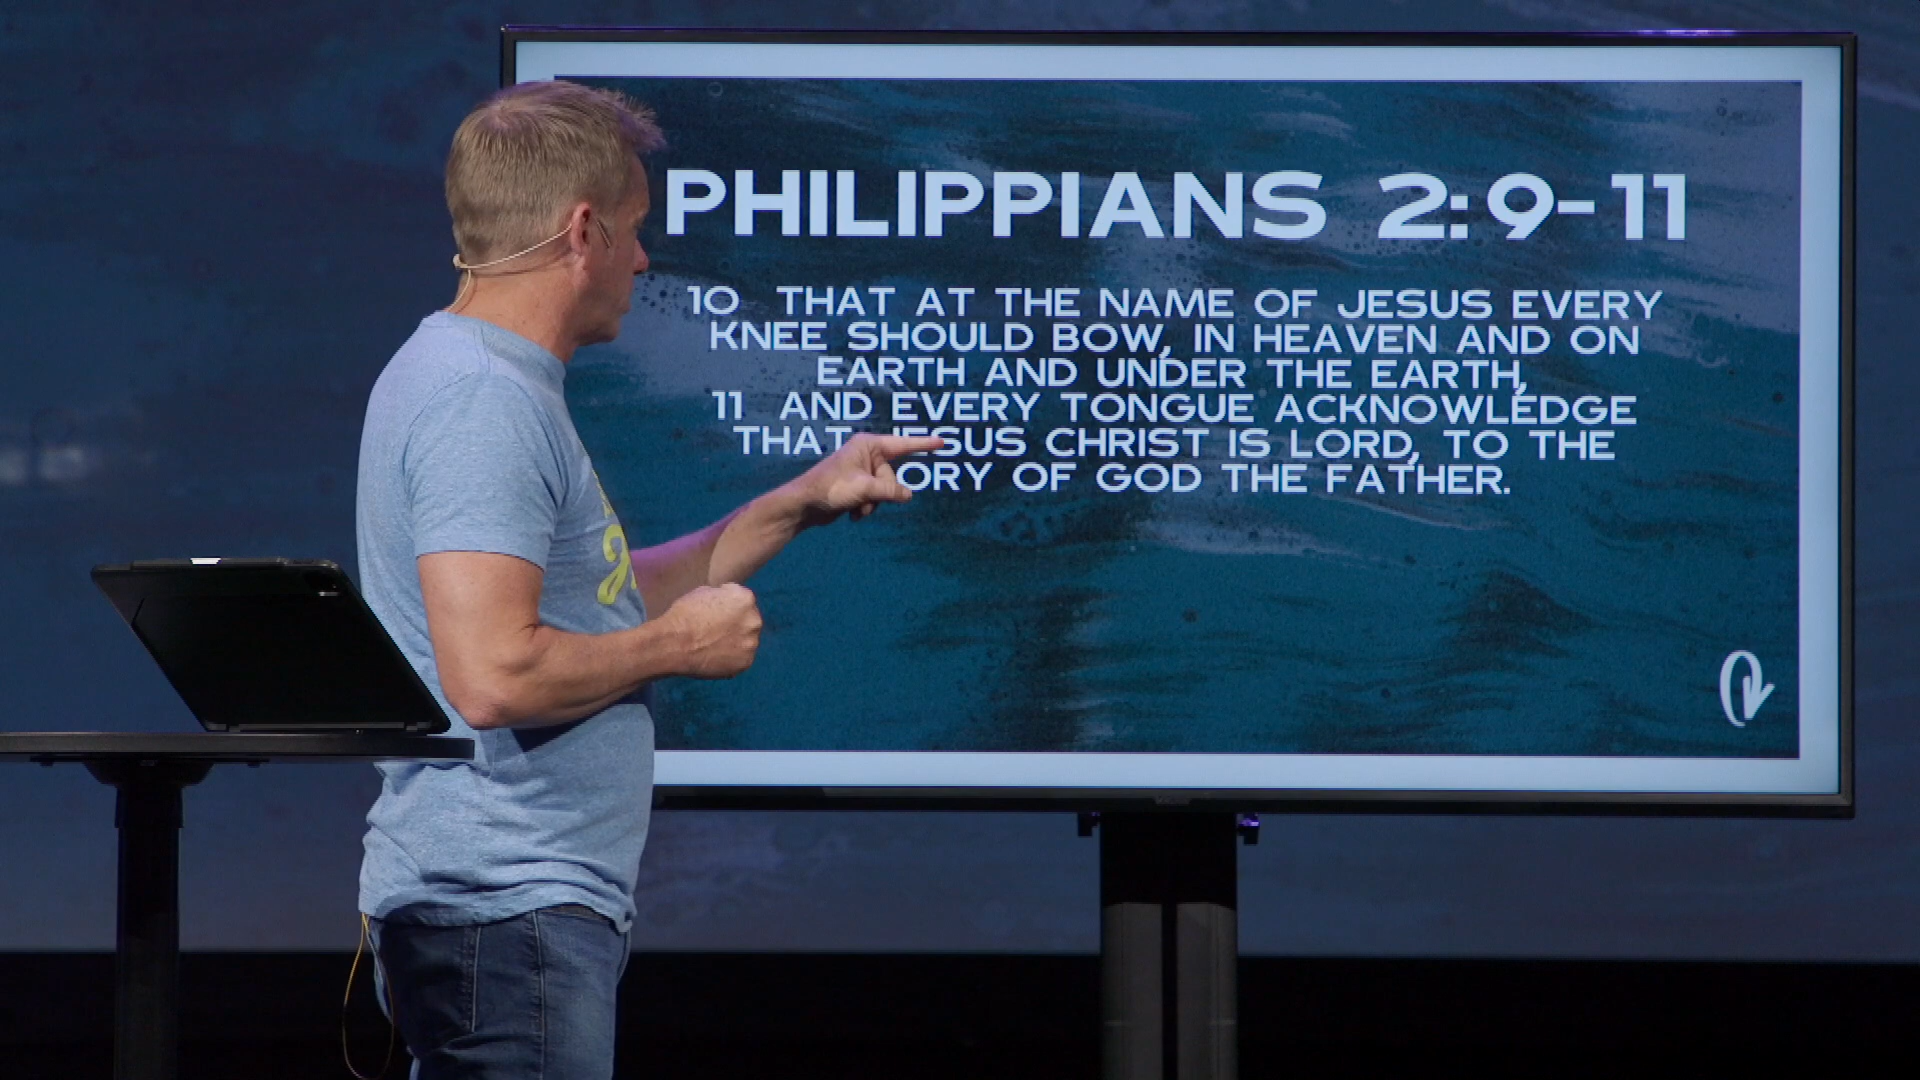 PHILIPPIANS 2:9-11
10 THAT AT THE NAME OF JESUS EVERY
KNEE SHOULD BOW, IN HEAVEN AND ON
EARTH AND UNDER THE EARTH,
11 AND EVERY TONGUE ACKNOWLEDGE
THAT JESUS CHRIST IS LORD, TO THE
ORY OF GOD THE FATHER.